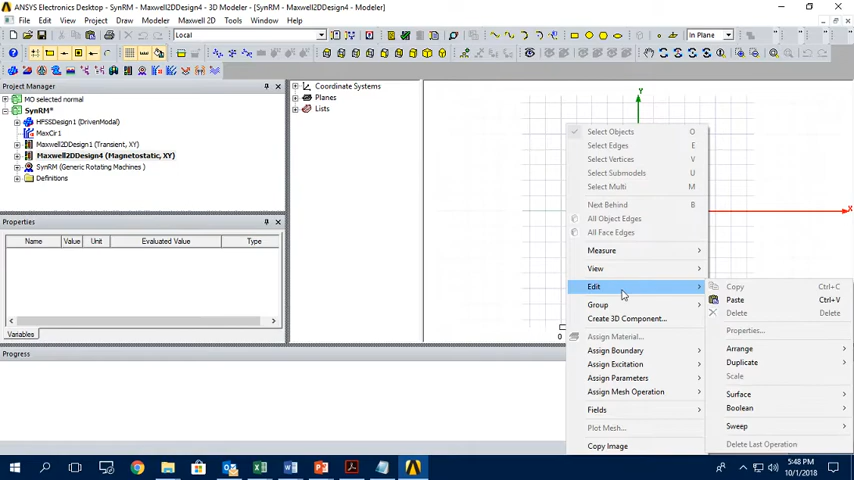 ANSYS Electronics Desktop - SynRM - Maxwell2DDesign4 - 3D Modeler - [SynRM - Maxwell2DDesign4 - Modeler]
File Edit View Project Draw Modeler Maxwell 2D Tools Window Help
Local
In Plane
Project Manager
MO selected normal
SynRM*
HFSSDesign1 (DrivenModal)
MaxCir1
Maxwell2DDesign1 (Transient, XY)
Maxwell2DDesign4 (Magnetostatic, XY)
SynRM (Generic Rotating Machines )
Definitions
Coordinate Systems
Planes
Lists
Y
X
0
Properties
Name Value Unit Evaluated Value Type
Variables
Progress
Select Objects O
Select Edges E
Select Vertices V
Select Submodels U
Select Multi M
Next Behind B
All Object Edges
All Face Edges
Measure
View
Edit
Group
Create 3D Component...
Assign Material...
Assign Boundary
Assign Excitation
Assign Parameters
Assign Mesh Operation
Fields
Plot Mesh...
Copy Image
Copy Ctrl+C
Paste Ctrl+V
Delete Delete
Properties...
Arrange
Duplicate
Scale
Surface
Boolean
Sweep
Delete Last Operation
5:48 PM
10/1/2018